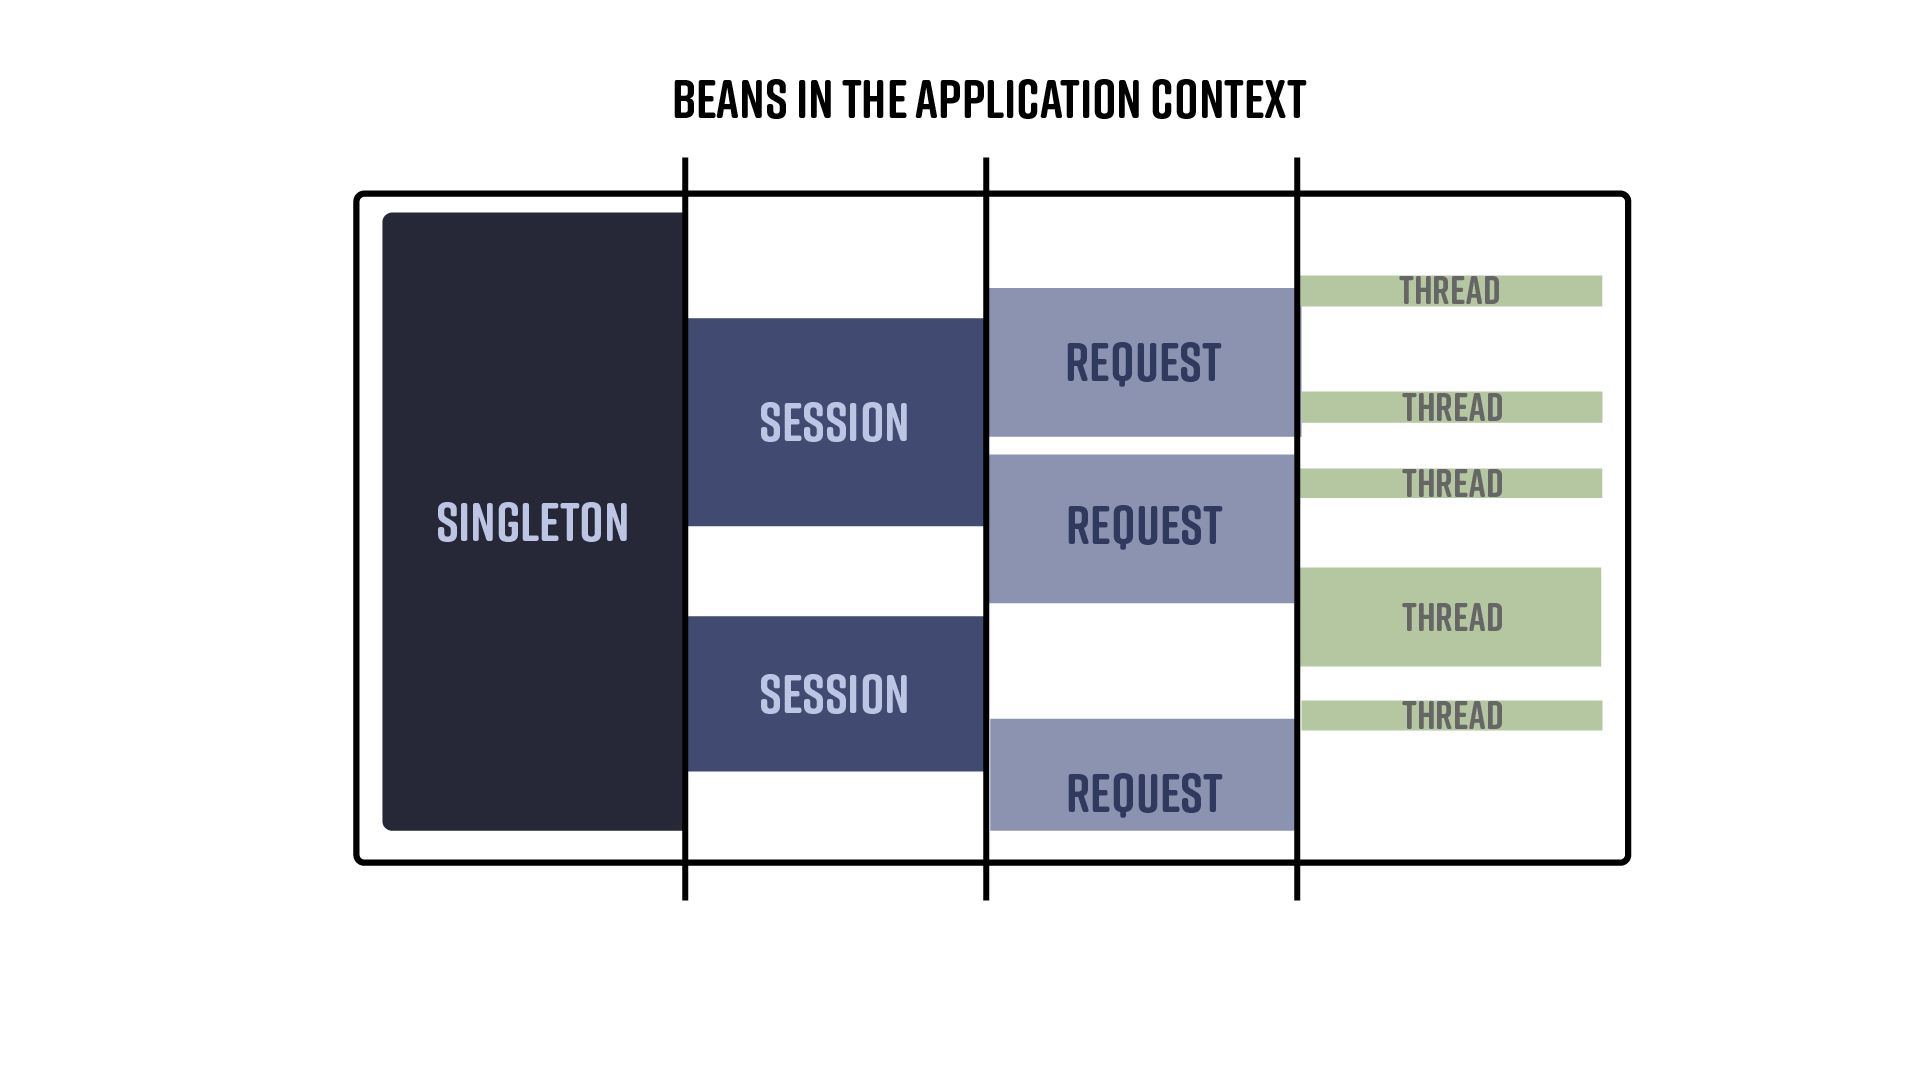 BEANS IN THE APPLICATION CONTEXT
SINGLETON
SESSION
SESSION
REQUEST
REQUEST
REQUEST
THREAD
THREAD
THREAD
THREAD
THREAD